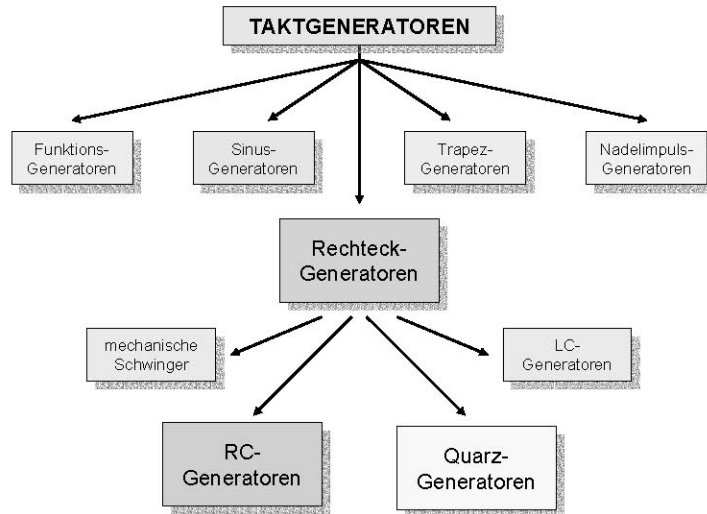 TAKTGENERATOREN
Funktions-
Generatoren
Sinus-
Generatoren
Trapez-
Generatoren
Nadelimpuls-
Generatoren
Rechteck-
Generatoren
mechanische
Schwinger
LC-
Generatoren
RC-
Generatoren
Quarz-
Generatoren